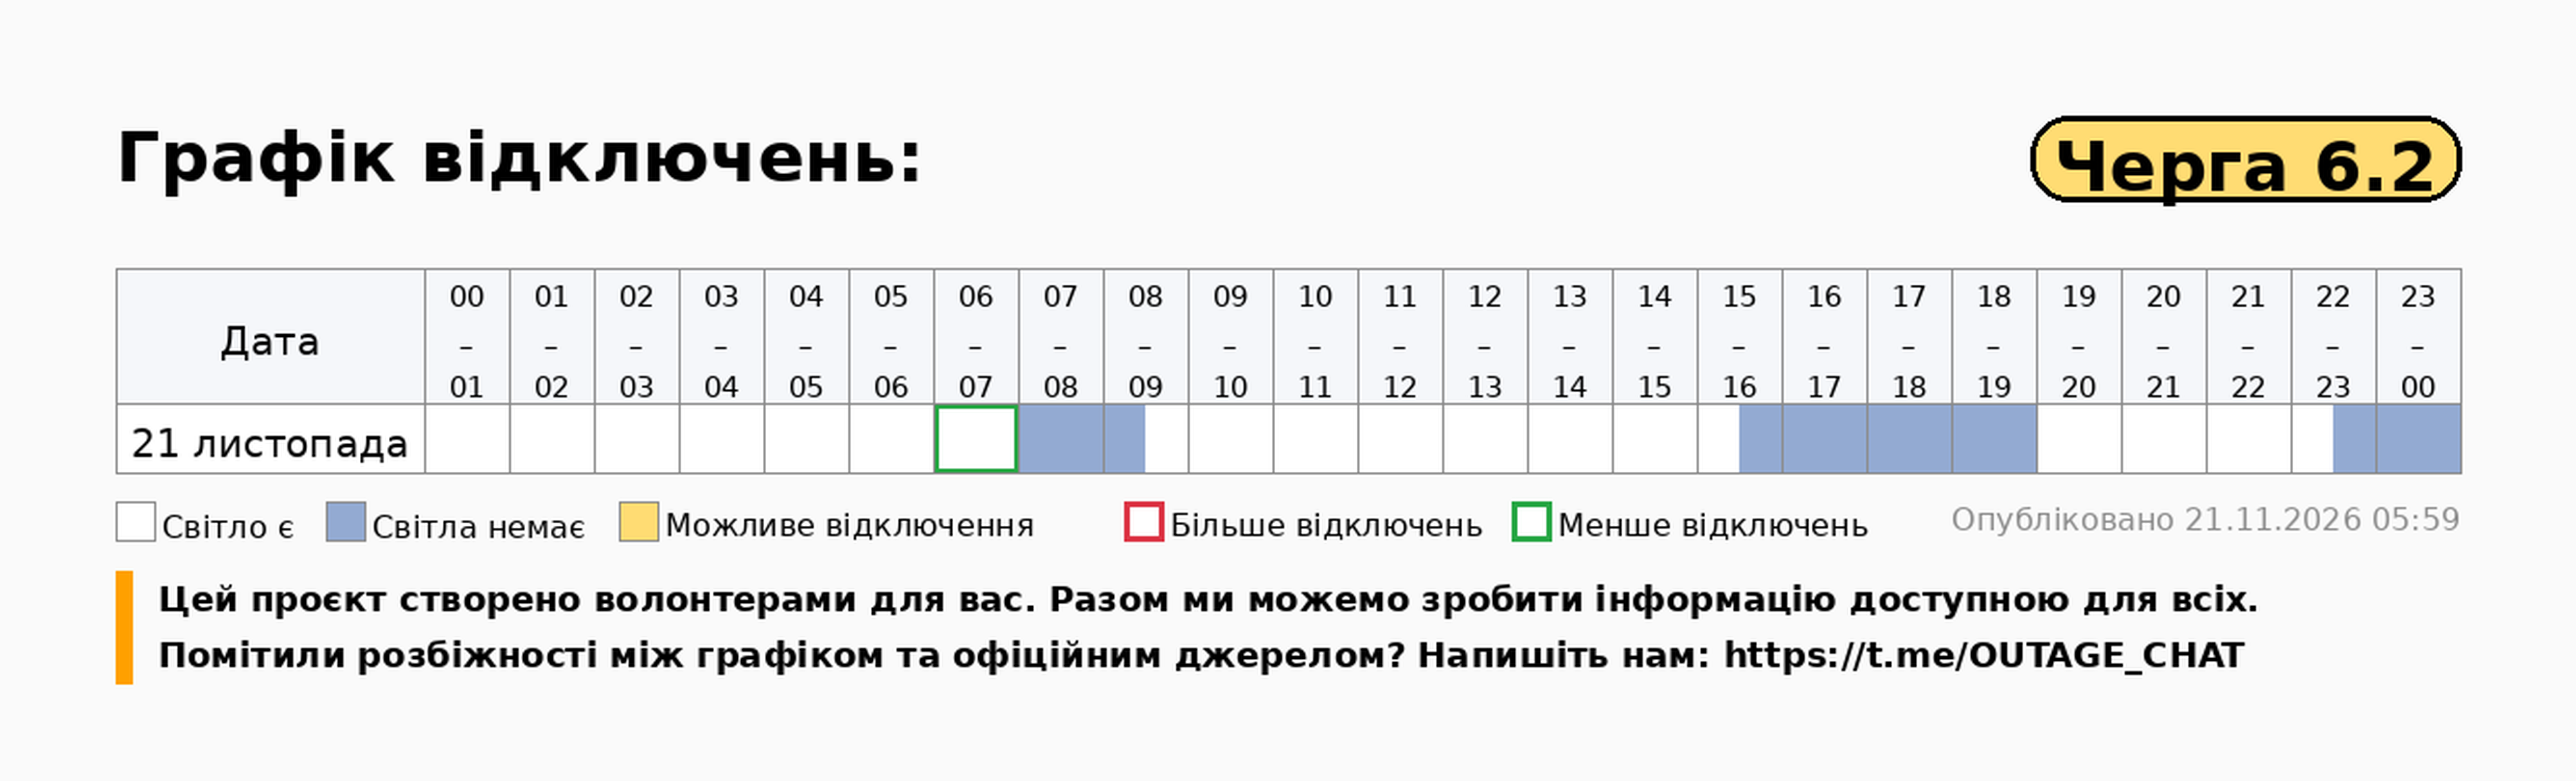 Графік відключень:
Черга 6.2
Дата
00 – 01
01 – 02
02 – 03
03 – 04
04 – 05
05 – 06
06 – 07
07 – 08
08 – 09
09 – 10
10 – 11
11 – 12
12 – 13
13 – 14
14 – 15
15 – 16
16 – 17
17 – 18
18 – 19
19 – 20
20 – 21
21 – 22
22 – 23
23 – 00
21 листопада
Світло є
Світла немає
Можливе відключення
Більше відключень
Менше відключень
Опубліковано 21.11.2026 05:59
Цей проєкт створено волонтерами для вас. Разом ми можемо зробити інформацію доступною для всіх.
Помітили розбіжності між графіком та офіційним джерелом? Напишіть нам: https://t.me/OUTAGE_CHAT